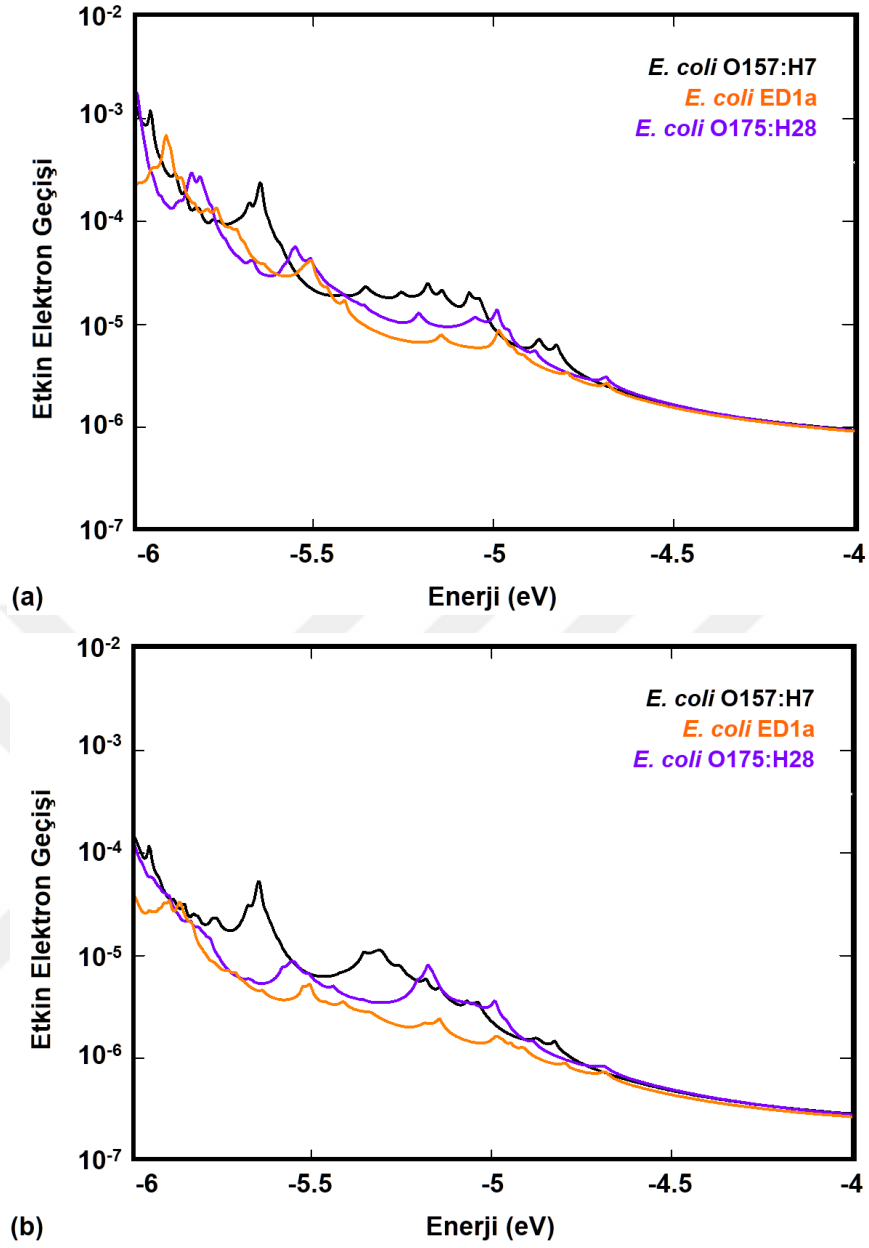 10-2
10-3
10-4
10-5
10-6
10-7
Etkin Elektron Geçişi
E. coli O157:H7
E. coli ED1a
E. coli O175:H28
-6 -5.5 -5 -4.5 -4
(a) Enerji (eV)
10-2
10-3
10-4
10-5
10-6
10-7
Etkin Elektron Geçişi
E. coli O157:H7
E. coli ED1a
E. coli O175:H28
-6 -5.5 -5 -4.5 -4
(b) Enerji (eV)